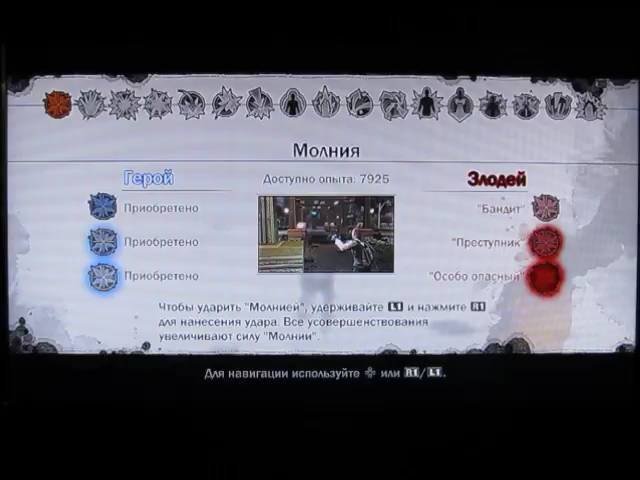 Молния
Герой
Доступно опыта: 7925
Злодей
Приобретено
"Бандит"
Приобретено
"Преступник"
Приобретено
"Особо опасный"
Чтобы ударить "Молнией", удерживайте L1 и нажмите R1
для нанесения удара. Все усовершенствования
увеличивают силу "Молнии".
Для навигации используйте или R1/L1.